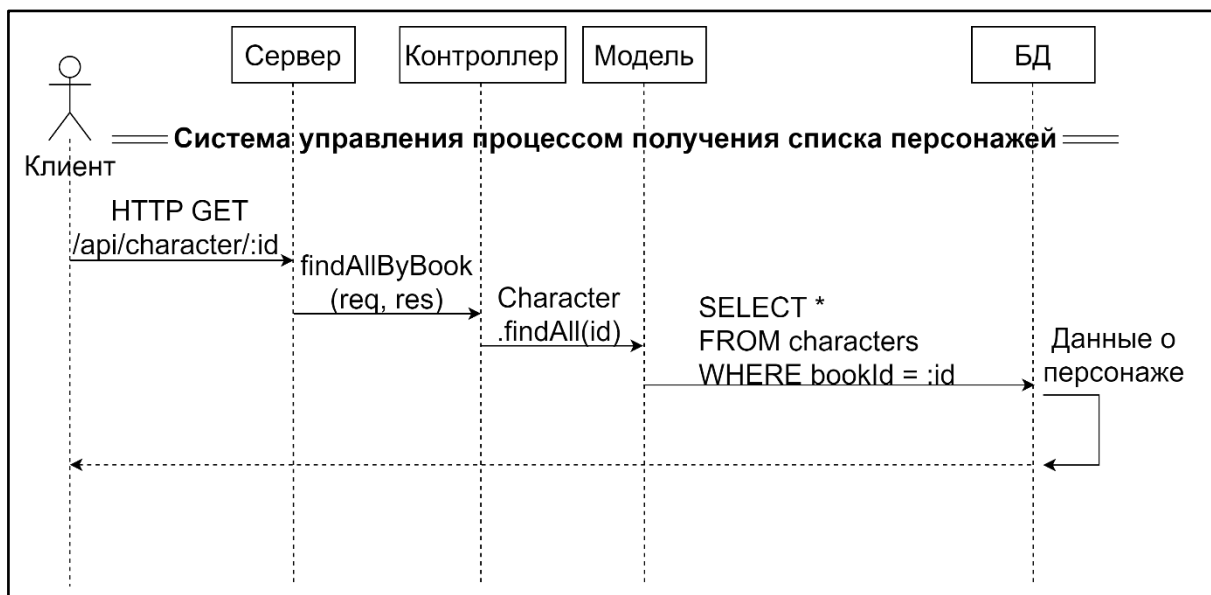 Сервер
Контроллер
Модель
БД
Клиент
Система управления процессом получения списка персонажей
HTTP GET
/api/character/:id
findAllByBook
(req, res)
Character
.findAll(id)
SELECT *
FROM characters
WHERE bookId = :id
Данные о
персонаже